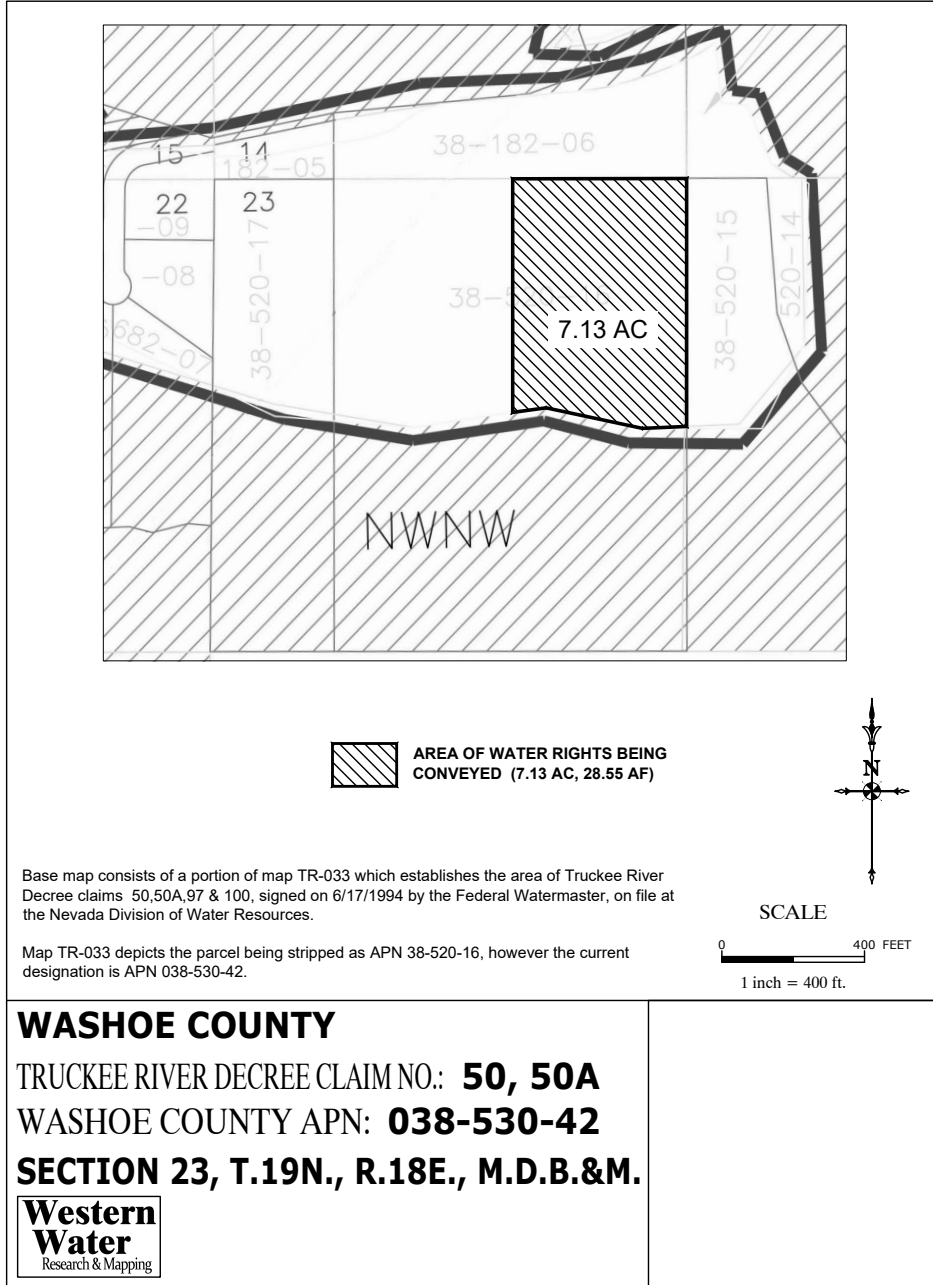 15 14
182-05
38-182-06
22
23
-09
-08
38-520-17
682-07
7.13 AC
38-520-15
520-14
NWNW
AREA OF WATER RIGHTS BEING
CONVEYED (7.13 AC, 28.55 AF)
N
Base map consists of a portion of map TR-033 which establishes the area of Truckee River
Decree claims 50,50A,97 & 100, signed on 6/17/1994 by the Federal Watermaster, on file at
the Nevada Division of Water Resources.
Map TR-033 depicts the parcel being stripped as APN 38-520-16, however the current
designation is APN 038-530-42.
SCALE
0 400 FEET
1 inch = 400 ft.
WASHOE COUNTY
TRUCKEE RIVER DECREE CLAIM NO.: 50, 50A
WASHOE COUNTY APN: 038-530-42
SECTION 23, T.19N., R.18E., M.D.B.&M.
Western
Water
Research & Mapping